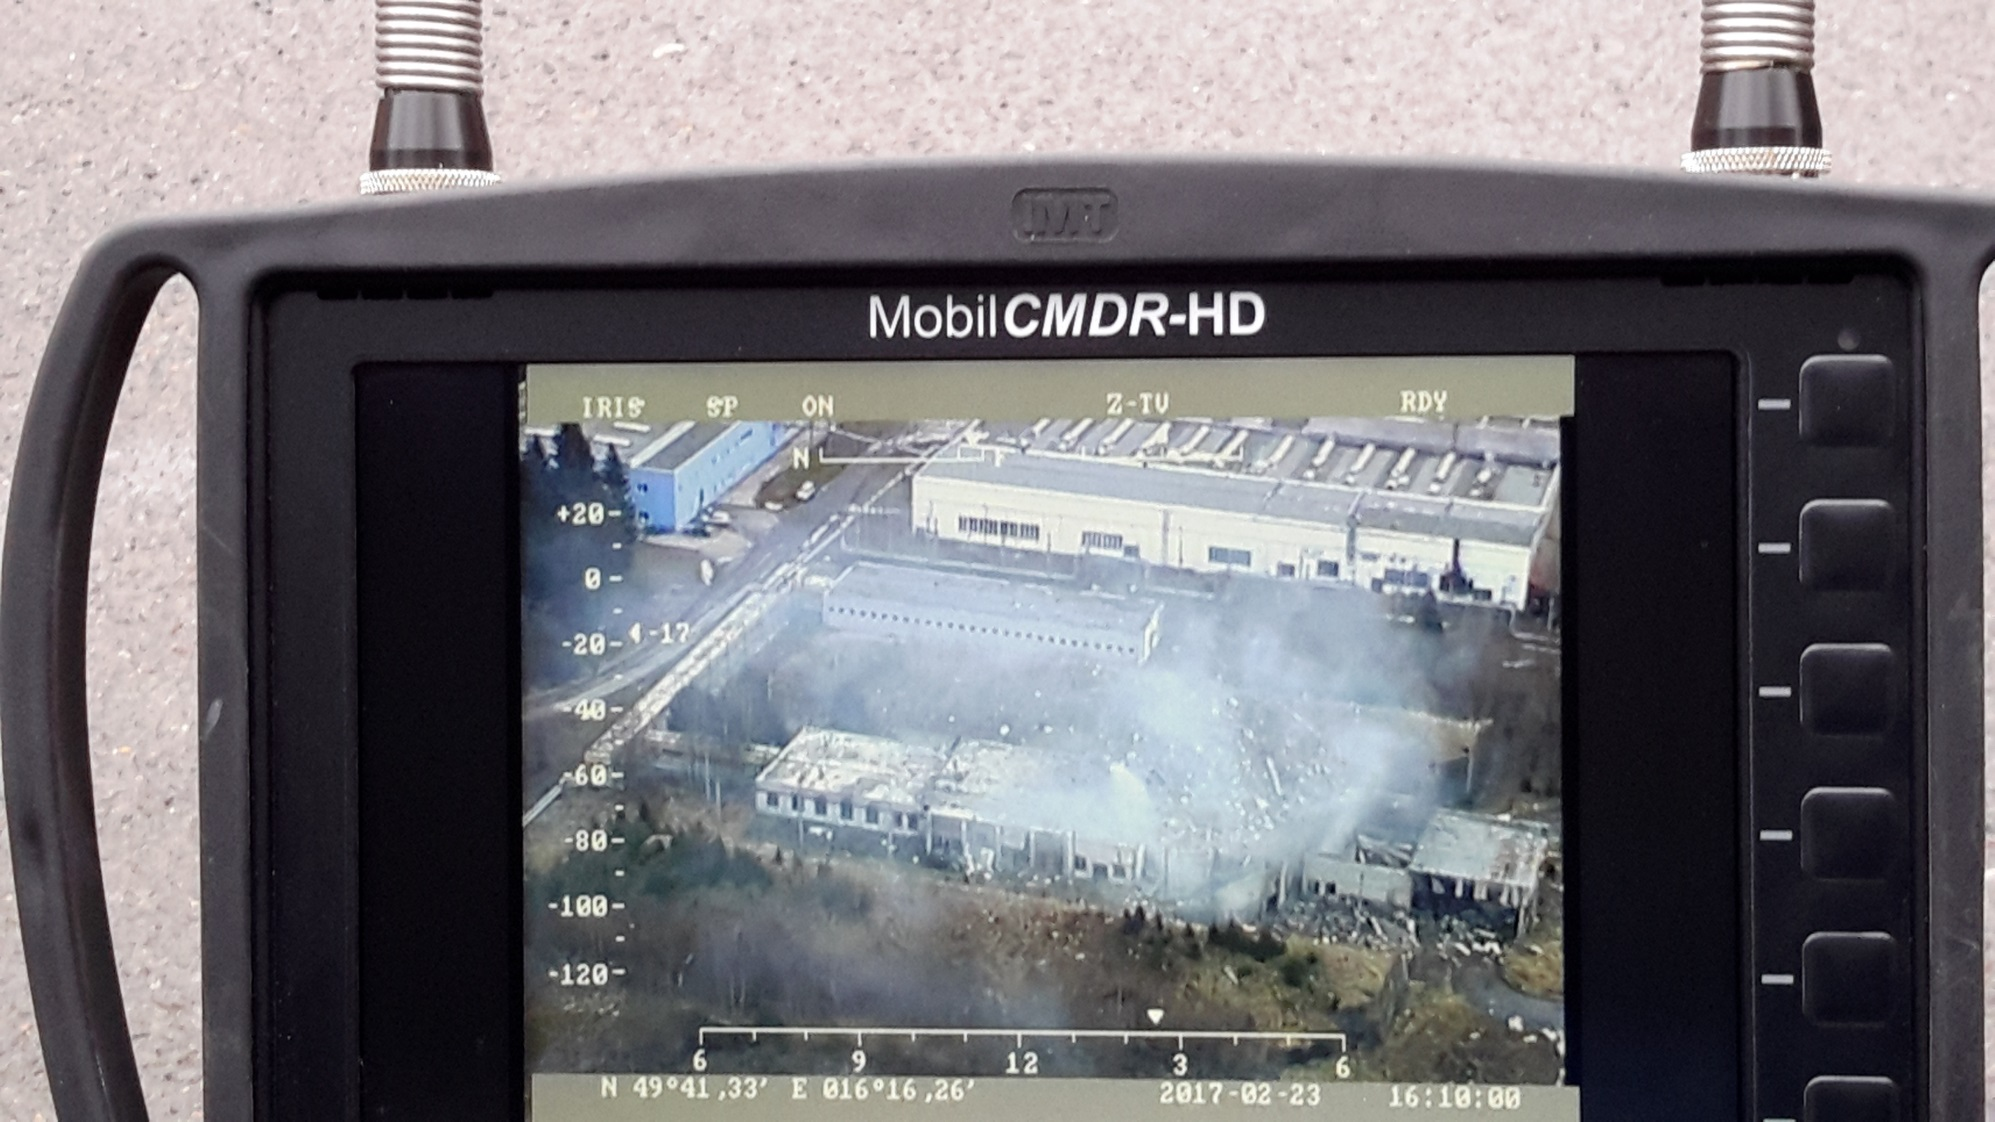 IMT
MobilCMDR-HD
IRIS SP ON Z-TV RDY
N F
+20-
0-
-20- -17
-40-
-60-
-80-
-100-
-120-
6 9 12 3 6
N 49°41,33' E 016°16,26' 2017-02-23 16:10:00